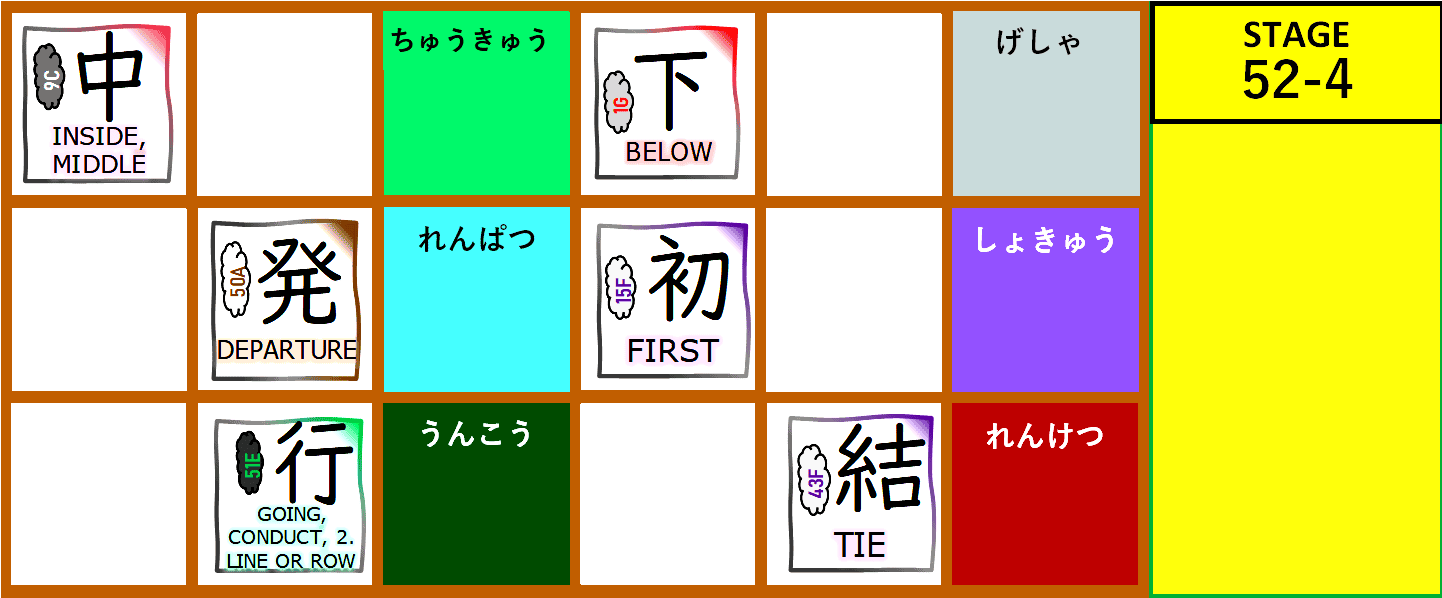 9C
中
INSIDE,
MIDDLE
ちゅうきゅう
1G
下
BELOW
げしゃ
STAGE
52-4
50A
発
DEPARTURE
れんぱつ
15F
初
FIRST
しょきゅう
51E
行
GOING,
CONDUCT, 2.
LINE OR ROW
うんこう
43F
結
TIE
れんけつ